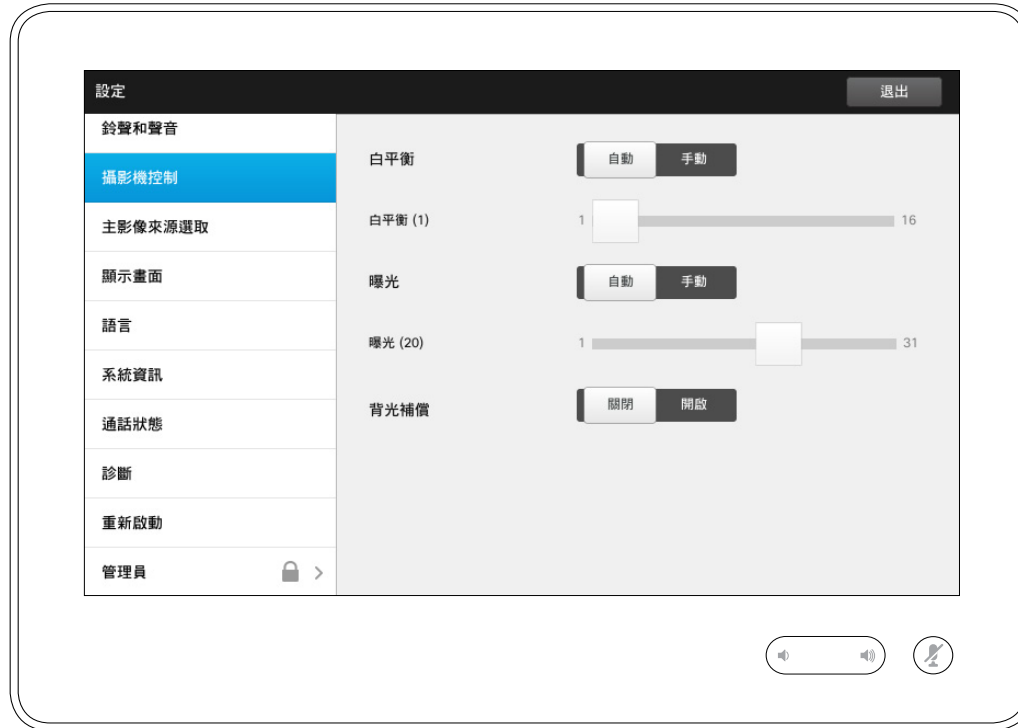 設定
退出
鈴聲和聲音
攝影機控制
主影像來源選取
顯示畫面
語言
系統資訊
通話狀態
診斷
重新啟動
管理員
白平衡 自動 手動
白平衡 (1) 1 16
曝光 自動 手動
曝光 (20) 1 31
背光補償 關閉 開啟